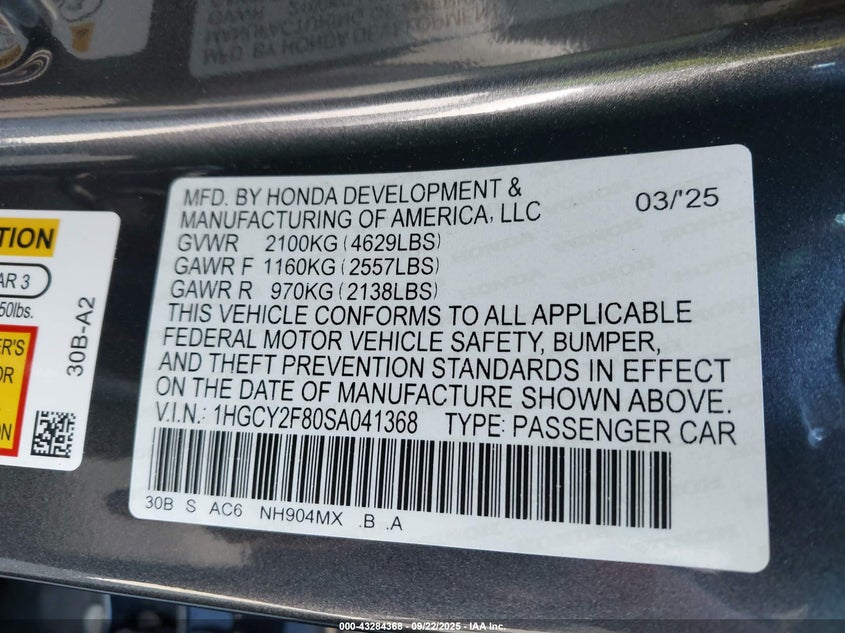 MFD. BY HONDA DEVELOPMENT &
MANUFACTURING OF AMERICA, LLC
03/'25
GVWR 2100KG (4629LBS)
GAWR F 1160KG (2557LBS)
GAWR R 970KG (2138LBS)
THIS VEHICLE CONFORMS TO ALL APPLICABLE
FEDERAL MOTOR VEHICLE SAFETY, BUMPER,
AND THEFT PREVENTION STANDARDS IN EFFECT
ON THE DATE OF MANUFACTURE SHOWN ABOVE.
V.I.N.: 1HGCY2F80SA041368 TYPE: PASSENGER CAR
30B S AC6 NH904MX .B .A
30B-A2
000-43284368 - 09/22/2025 - IAA Inc.